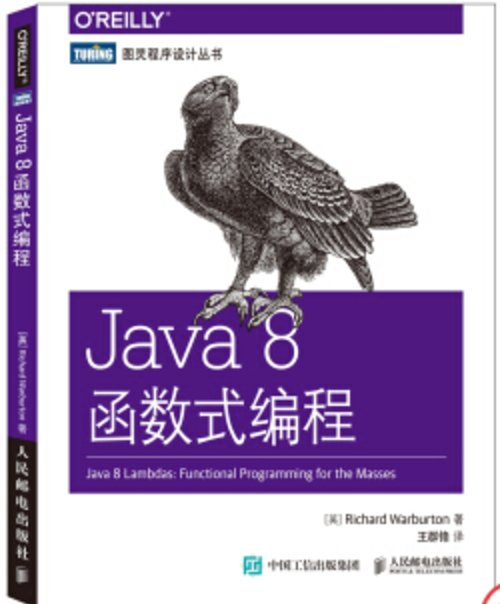 O'REILLY®
TURING 图灵程序设计丛书
Java 8
函数式编程
Java 8 Lambdas: Functional Programming for the Masses
[英] Richard Warburton 著
王群锋 译
中国工信出版集团
人民邮电出版社
POSTS & TELECOM PRESS
O'REILLY®
TURING
Java 8函数式编程
[英] Richard Warburton 著
人民邮电出版社